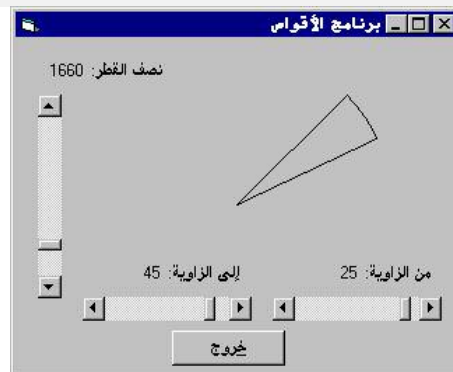 برنامج الأقواس
نصف القطر: 1660
من الزاوية: 25
إلى الزاوية: 45
خروج